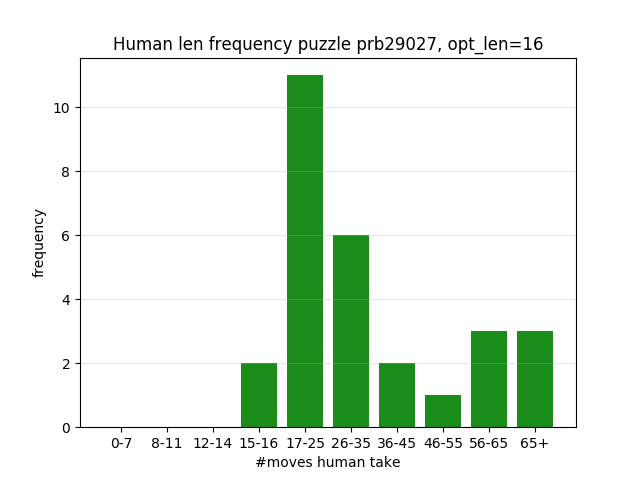 Human len frequency puzzle prb29027, opt_len=16
frequency
10
8
6
4
2
0
0-7 8-11 12-14 15-16 17-25 26-35 36-45 46-55 56-65 65+
#moves human take